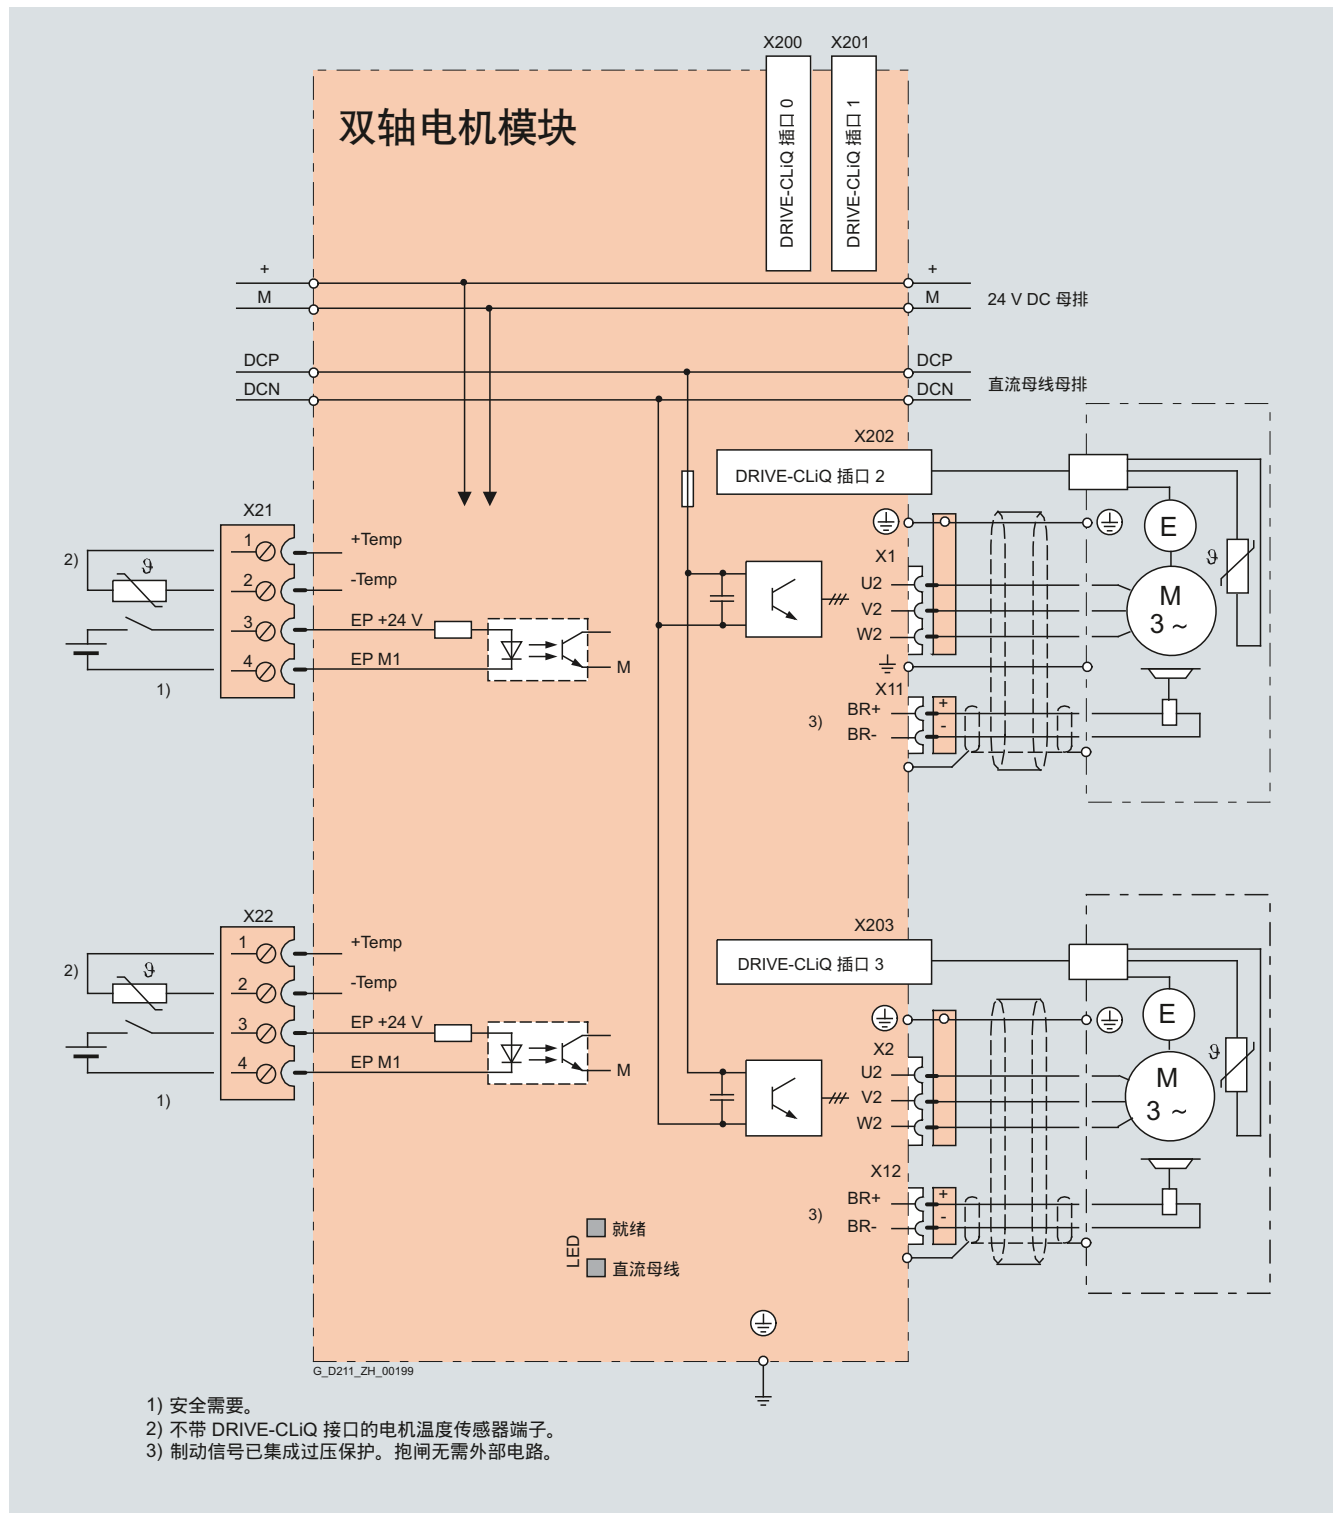 X200 X201
双轴电机模块
DRIVE-CLiQ 插口 0
DRIVE-CLiQ 插口 1
+ +
M M 24 V DC 母排
DCP DCP
DCN DCN 直流母线母排
X202
DRIVE-CLiQ 插口 2
X21
2) ϑ 1 +Temp
2 -Temp
3 EP +24 V
4 EP M1 M
1)
X1
U2
V2
W2
E
M
3 ~
ϑ
X11
3) BR+ +
BR- -
X22
2) ϑ 1 +Temp
2 -Temp
3 EP +24 V
4 EP M1 M
1)
X203
DRIVE-CLiQ 插口 3
X2
U2
V2
W2
E
M
3 ~
ϑ
X12
3) BR+ +
BR- -
LED
就绪
直流母线
G_D211_ZH_00199
1) 安全需要。
2) 不带 DRIVE-CLiQ 接口的电机温度传感器端子。
3) 制动信号已集成过压保护。抱闸无需外部电路。